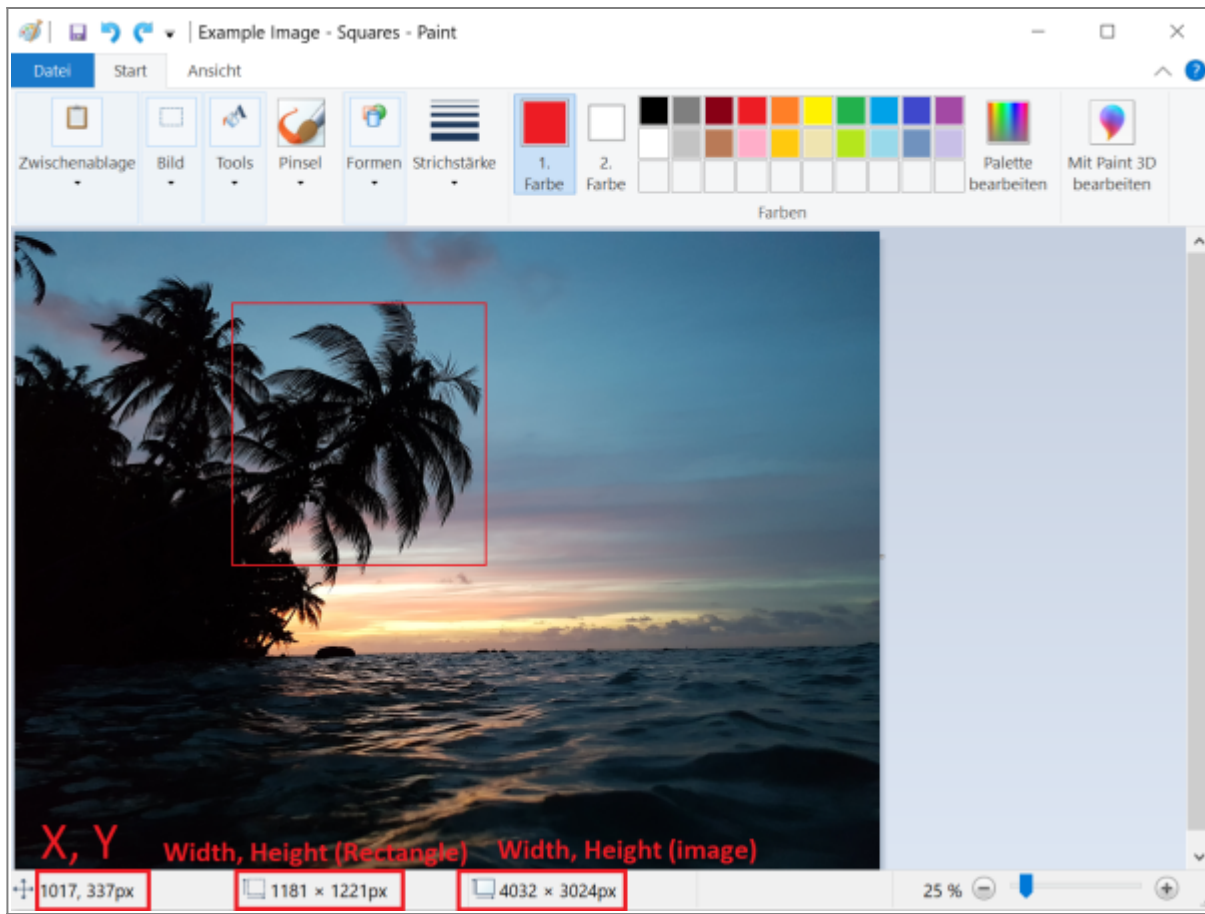 Example Image - Squares - Paint
Datei Start Ansicht
Zwischenablage Bild Tools Pinsel Formen Strichstärke 1. Farbe 2. Farbe Palette bearbeiten Mit Paint 3D bearbeiten
Farben
X, Y Width, Height (Rectangle) Width, Height (image)
1017, 337px 1181 × 1221px 4032 × 3024px 25 %